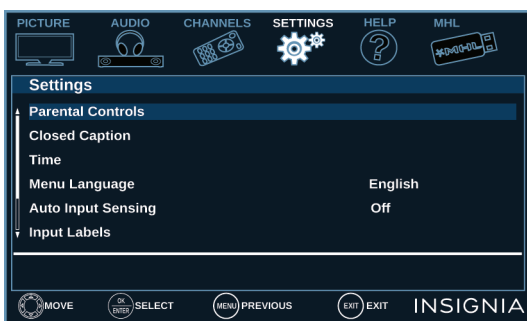 PICTURE AUDIO CHANNELS SETTINGS HELP MHL
MHL
Settings
Parental Controls
Closed Caption
Time
Menu Language English
Auto Input Sensing Off
Input Labels
MOVE OK ENTER SELECT MENU PREVIOUS EXIT EXIT INSIGNIA